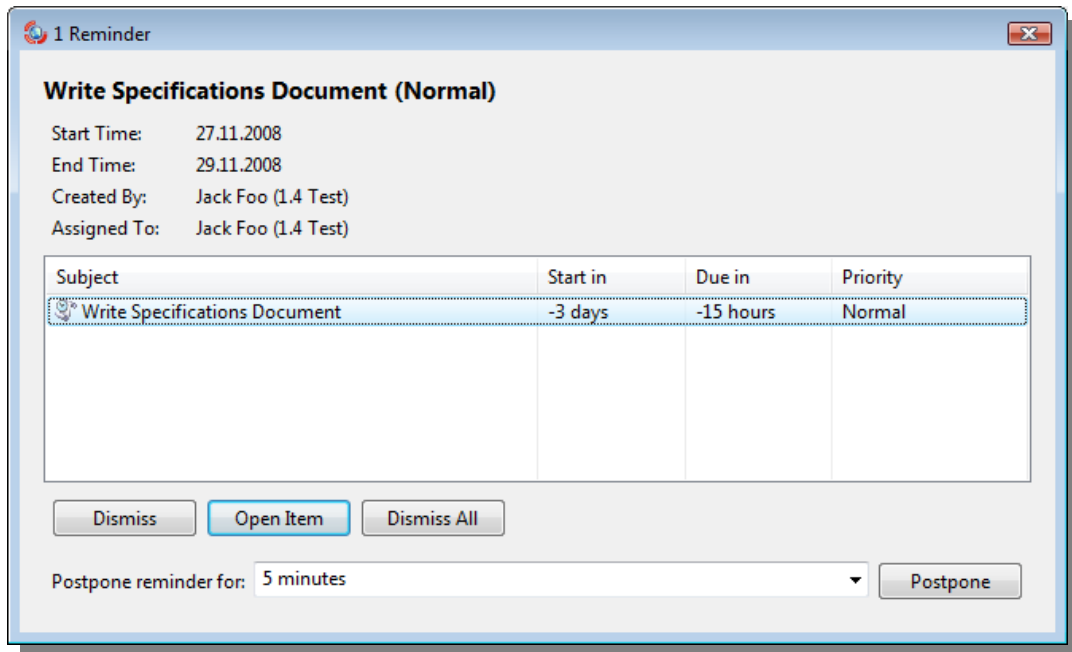 1 Reminder
Write Specifications Document (Normal)
Start Time: 27.11.2008
End Time: 29.11.2008
Created By: Jack Foo (1.4 Test)
Assigned To: Jack Foo (1.4 Test)
Subject Start in Due in Priority
Write Specifications Document -3 days -15 hours Normal
Dismiss Open Item Dismiss All
Postpone reminder for: 5 minutes Postpone